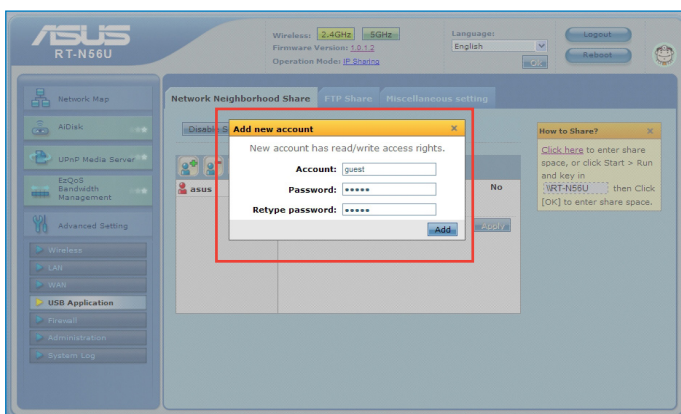 ASUS
RT-N56U
Wireless: 2.4GHz 5GHz
Firmware Version: 1.0.1.2
Operation Mode: IP Sharing
Language:
English
Logout
Reboot
Network Map
AiDisk
UPnP Media Server
EzQoS
Bandwidth
Management
Advanced Setting
Wireless
LAN
WAN
USB Application
Firewall
Administration
System Log
Network Neighborhood Share FTP Share Miscellaneous setting
Disable S
asus
No
Apply
Add new account ×
New account has read/write access rights.
Account: guest
Password: •••••
Retype password: •••••
Add
How to Share? ×
Click here to enter share
space, or click Start > Run
and key in
\\RT-N56U then Click
[OK] to enter share space.